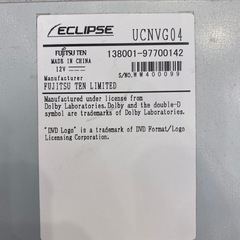 ECLIPSE UCNVG04
FUJITSU TEN 138001-97700142
MADE IN CHINA
12V S/NO.WW400099
Manufacturer
FUJITSU TEN LIMITED
Manufactured under license from
Dolby Laboratories.Dolby and the double-D
symbol are trademarks of Dolby Laboratories.
"DVD Logo" is a trademark of DVD Format/Logo
Licensing Corporation.